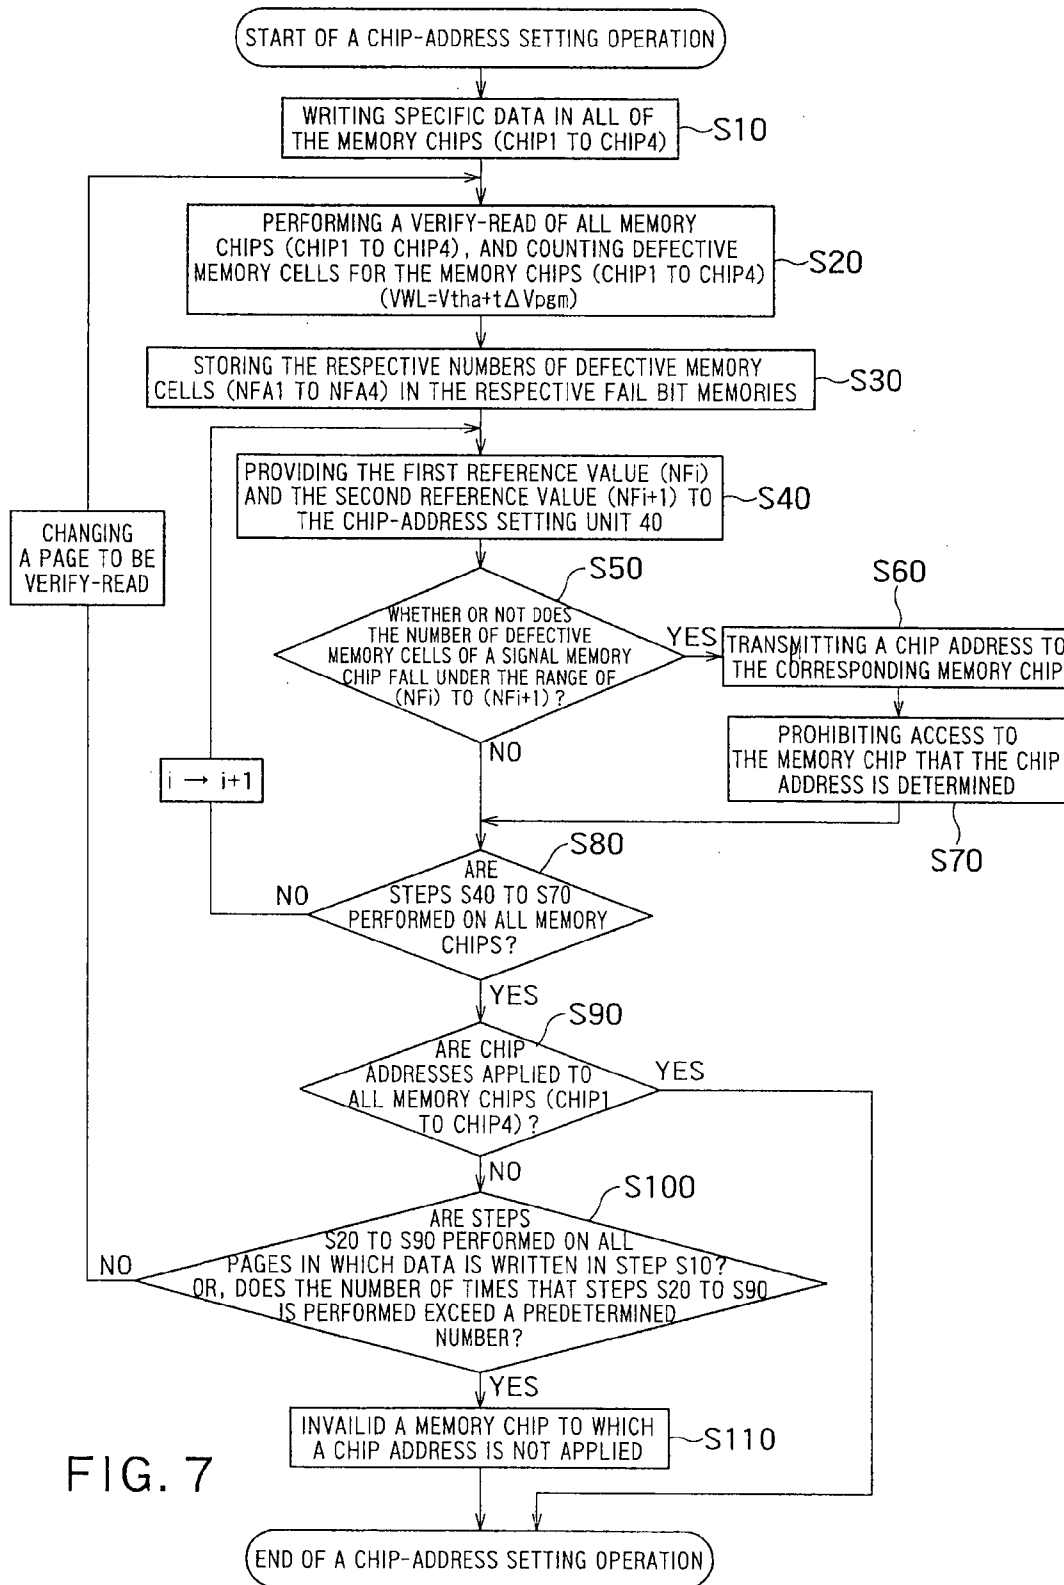 START OF A CHIP-ADDRESS SETTING OPERATION
WRITING SPECIFIC DATA IN ALL OF
THE MEMORY CHIPS (CHIP1 TO CHIP4)
S10
PERFORMING A VERIFY-READ OF ALL MEMORY
CHIPS (CHIP1 TO CHIP4), AND COUNTING DEFECTIVE
MEMORY CELLS FOR THE MEMORY CHIPS (CHIP1 TO CHIP4)
(VWL=Vtha+tΔVpgm)
S20
STORING THE RESPECTIVE NUMBERS OF DEFECTIVE MEMORY
CELLS (NFA1 TO NFA4) IN THE RESPECTIVE FAIL BIT MEMORIES
S30
PROVIDING THE FIRST REFERENCE VALUE (NFi)
AND THE SECOND REFERENCE VALUE (NFi+1) TO
THE CHIP-ADDRESS SETTING UNIT 40
S40
CHANGING
A PAGE TO BE
VERIFY-READ
S50
WHETHER OR NOT DOES
THE NUMBER OF DEFECTIVE
MEMORY CELLS OF A SIGNAL MEMORY
CHIP FALL UNDER THE RANGE OF
(NFi) TO (NFi+1)?
YES
S60
TRANSMITTING A CHIP ADDRESS TO
THE CORRESPONDING MEMORY CHIP
PROHIBITING ACCESS TO
THE MEMORY CHIP THAT THE CHIP
ADDRESS IS DETERMINED
S70
NO
i → i+1
S80
ARE
STEPS S40 TO S70
PERFORMED ON ALL MEMORY
CHIPS?
NO
YES
S90
ARE CHIP
ADDRESSES APPLIED TO
ALL MEMORY CHIPS (CHIP1
TO CHIP4)?
YES
NO
S100
ARE STEPS
S20 TO S90 PERFORMED ON ALL
PAGES IN WHICH DATA IS WRITTEN IN STEP S10?
OR, DOES THE NUMBER OF TIMES THAT STEPS S20 TO S90
IS PERFORMED EXCEED A PREDETERMINED
NUMBER?
NO
YES
INVAILID A MEMORY CHIP TO WHICH
A CHIP ADDRESS IS NOT APPLIED
S110
FIG. 7
END OF A CHIP-ADDRESS SETTING OPERATION